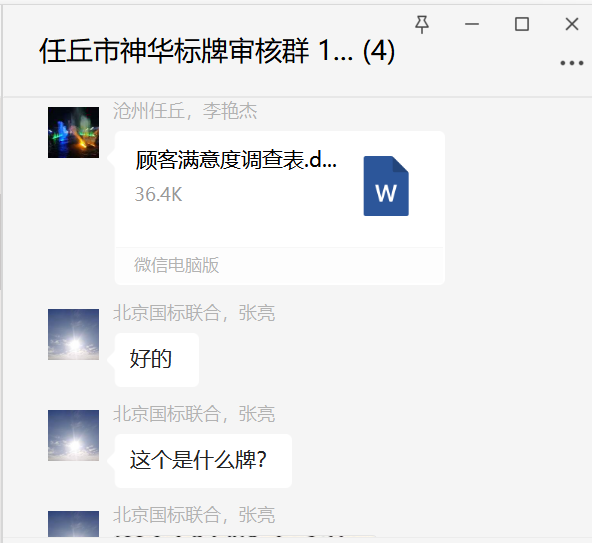 任丘市神华标牌审核群 1... (4)
沧州任丘，李艳杰
顾客满意度调查表.d...
36.4K
W
微信电脑版
北京国标联合，张亮
好的
北京国标联合，张亮
这个是什么牌？
北京国标联合，张亮